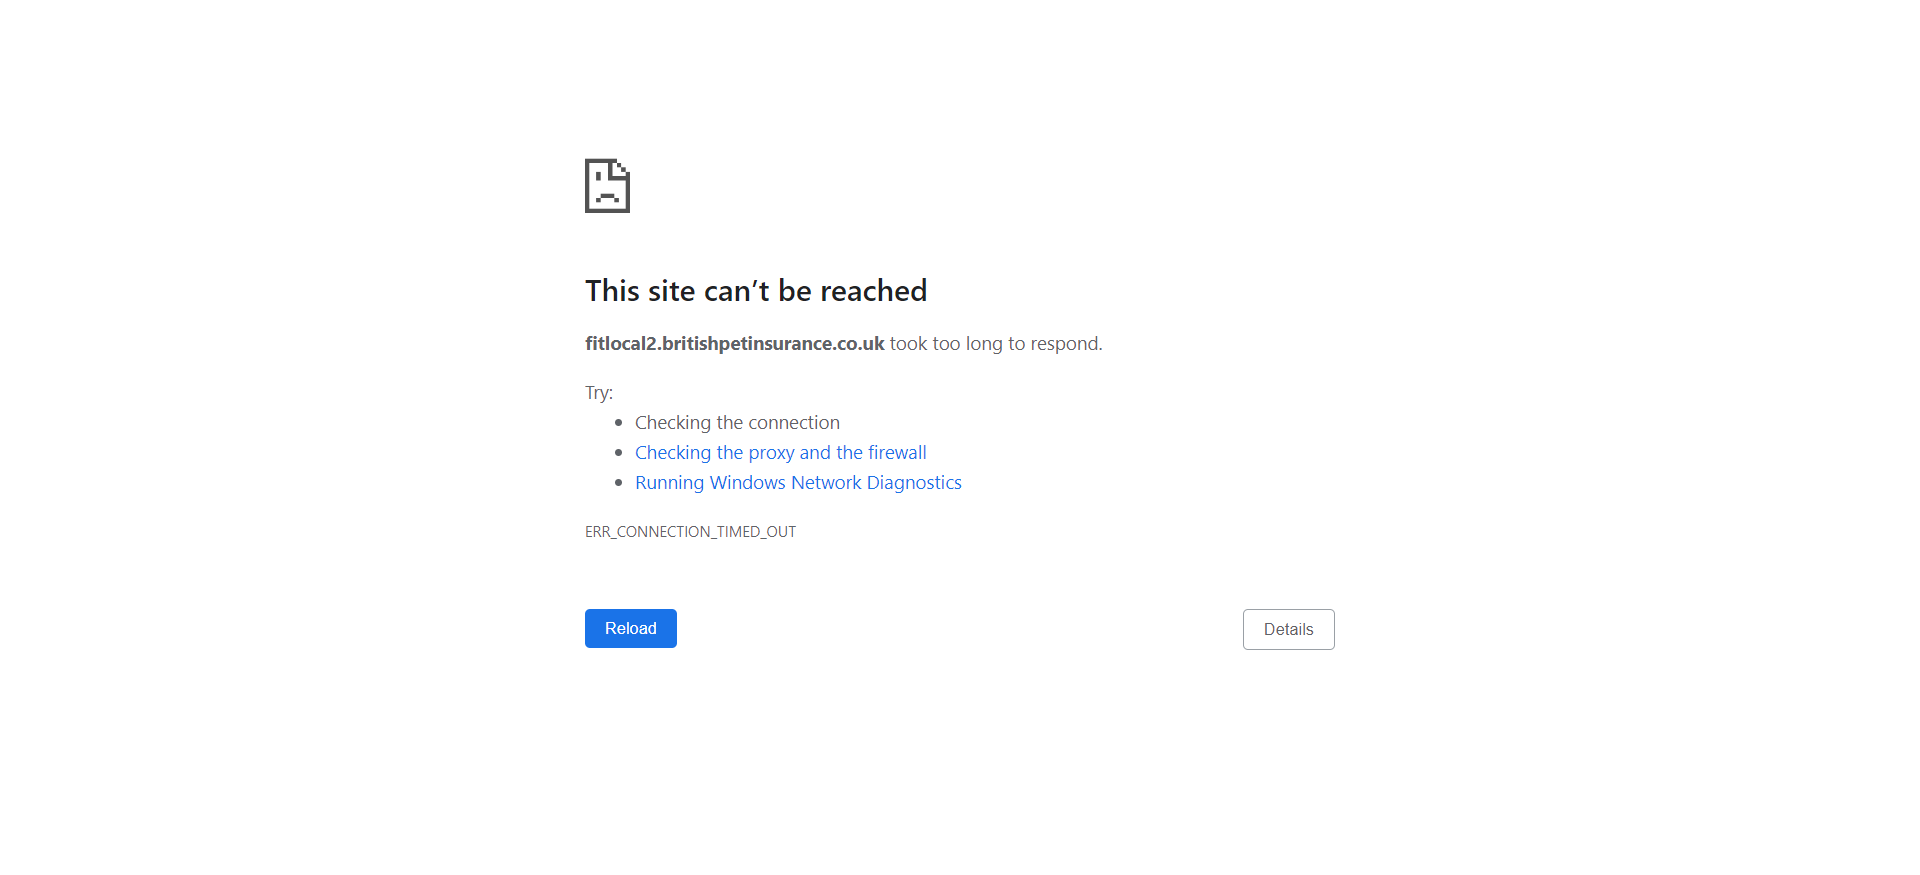 This site can’t be reached
fitlocal2.britishpetinsurance.co.uk took too long to respond.
Try:
Checking the connection
Checking the proxy and the firewall
Running Windows Network Diagnostics
ERR_CONNECTION_TIMED_OUT
Reload
Details